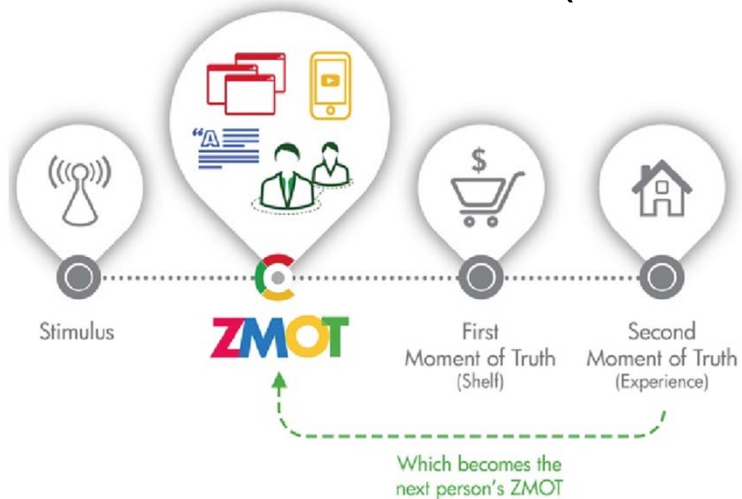 “A
$
Stimulus
ZMOT
First
Moment of Truth
(Shelf)
Second
Moment of Truth
(Experience)
Which becomes the
next person's ZMOT